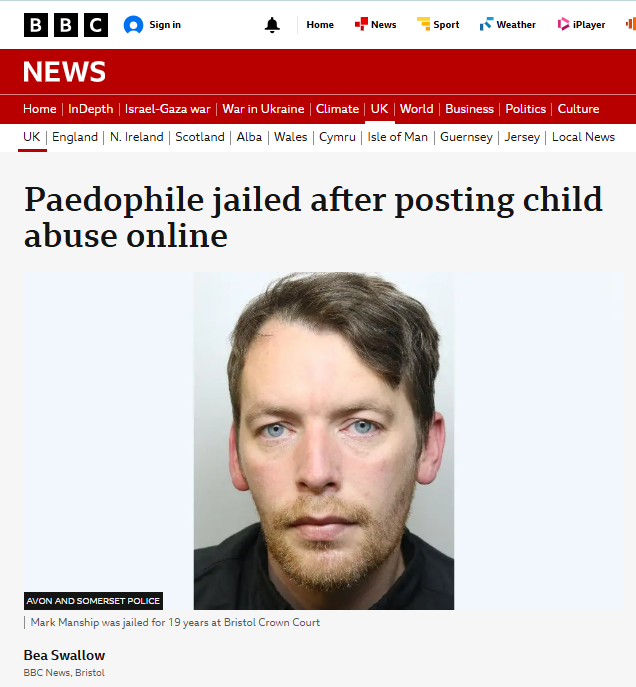 BBC Sign in Home News Sport Weather iPlayer
NEWS
Home InDepth Israel-Gaza war War in Ukraine Climate UK World Business Politics Culture
UK England N. Ireland Scotland Alba Wales Cymru Isle of Man Guernsey Jersey Local News
Paedophile jailed after posting child
abuse online
AVON AND SOMERSET POLICE
Mark Manship was jailed for 19 years at Bristol Crown Court
Bea Swallow
BBC News, Bristol